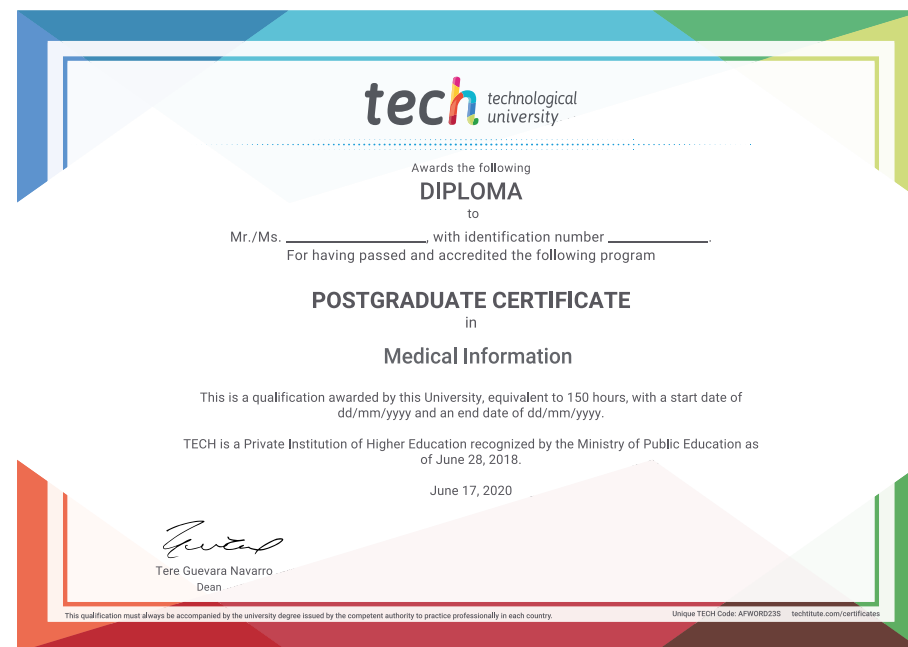 tech technological
university
Awards the following
DIPLOMA
to
Mr./Ms. ____________, with identification number ____________.
For having passed and accredited the following program
POSTGRADUATE CERTIFICATE
in
Medical Information
This is a qualification awarded by this University, equivalent to 150 hours, with a start date of
dd/mm/yyyy and an end date of dd/mm/yyyy.
TECH is a Private Institution of Higher Education recognized by the Ministry of Public Education as
of June 28, 2018.
June 17, 2020
Tere Guevara Navarro
Dean
This qualification must always be accompanied by the university degree issued by the competent authority to practice professionally in each country.
Unique TECH Code: AFWORD23S techtitute.com/certificates